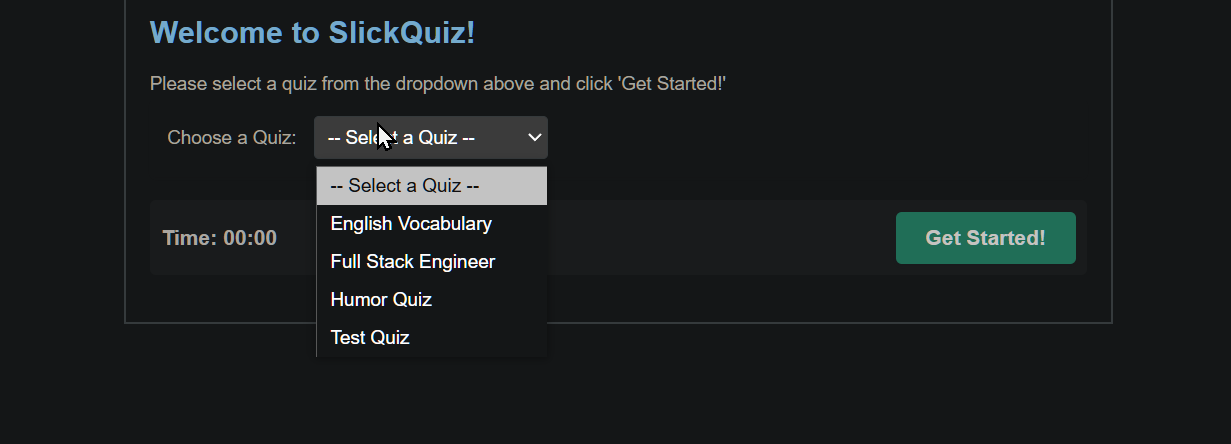 Welcome to SlickQuiz!
Please select a quiz from the dropdown above and click 'Get Started!'
Choose a Quiz: -- Select a Quiz --
-- Select a Quiz --
English Vocabulary
Time: 00:00 Get Started!
Full Stack Engineer
Humor Quiz
Test Quiz